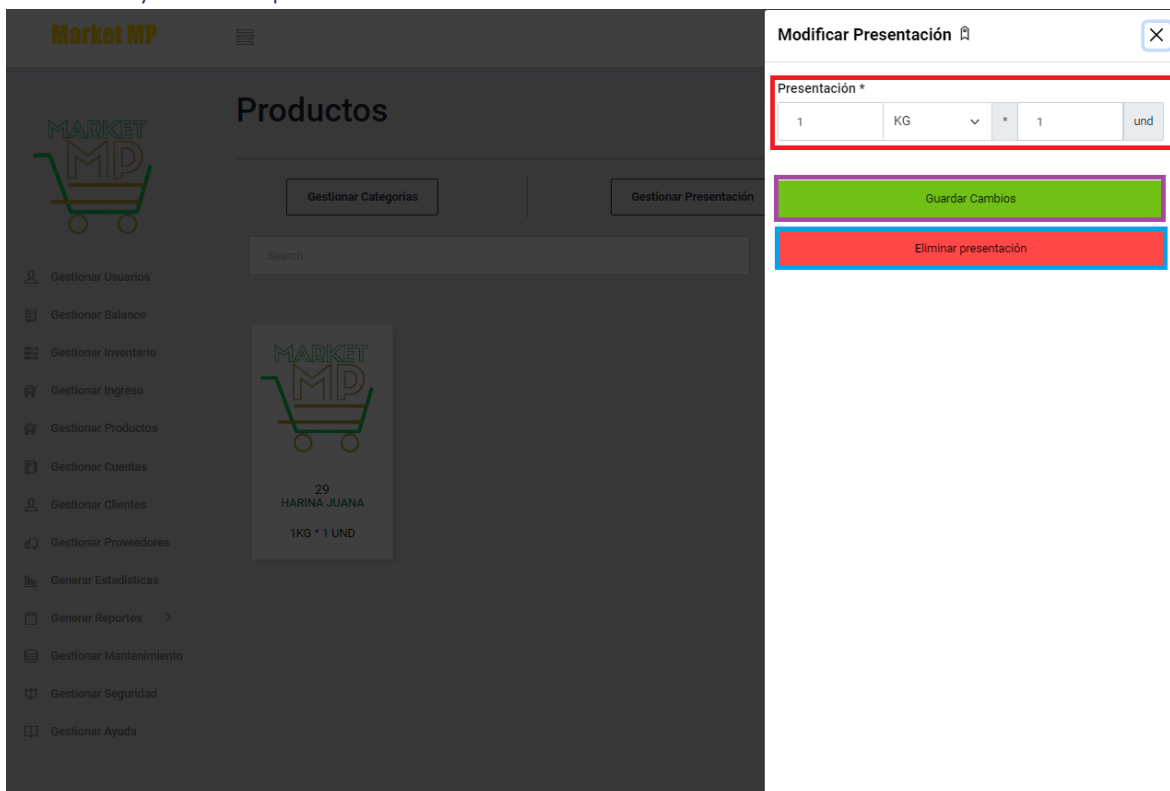 Market MP
Modificar Presentación
Presentación *
1 KG * 1 und
Guardar Cambios
Eliminar presentación
MARKET
MP
Productos
Gestionar Categorías
Gestionar Presentación
Search
Gestionar Usuarios
Gestionar Balance
Gestionar Inventario
Gestionar Ingreso
Gestionar Productos
Gestionar Cuentas
Gestionar Clientes
Gestionar Proveedores
Generar Estadísticas
Generar Reportes >
Gestionar Mantenimiento
Gestionar Seguridad
Gestionar Ayuda
MARKET
MP
29
HARINA JUANA
1KG * 1 UND